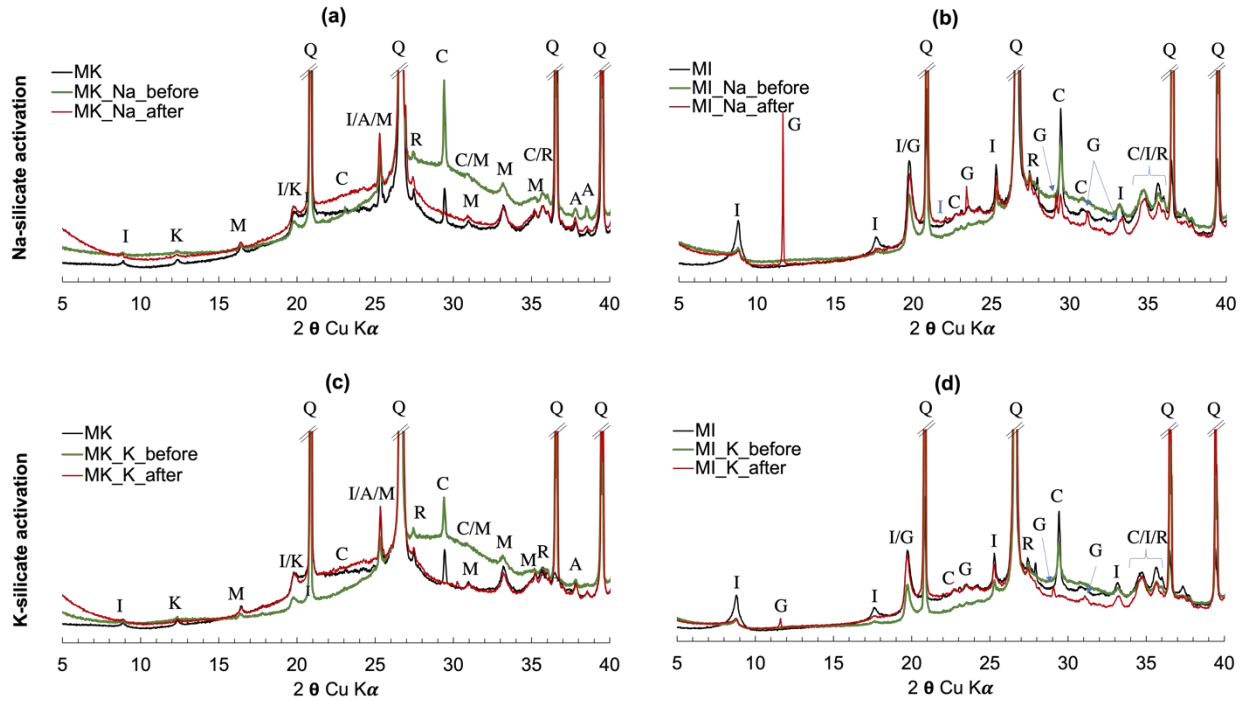 (a)
Na-silicate activation
MK
MK_Na_before
MK_Na_after
Q
Q
C
Q
Q
I/A/M
R
C/M
C/R
M
I/K
C
M
M
A
A
M
I
K
5 10 15 20 25 30 35 40
2 θ Cu Kα
(b)
MI
MI_Na_before
MI_Na_after
Q
Q
Q
Q
G
C
I/G
I
R
G
G
C/I/R
G
C
I
I
C
I
I
5 10 15 20 25 30 35 40
2 θ Cu Kα
(c)
K-silicate activation
MK
MK_K_before
MK_K_after
Q
Q
Q
Q
C
I/A/M
R
C/M
M
I/K
C
M
M
R
A
M
I
K
I
5 10 15 20 25 30 35 40
2 θ Cu Kα
(d)
MI
MI_K_before
MI_K_after
Q
Q
Q
Q
C
I/G
I
R
G
G
C/I/R
C
G
I
I
G
I
5 10 15 20 25 30 35 40
2 θ Cu Kα